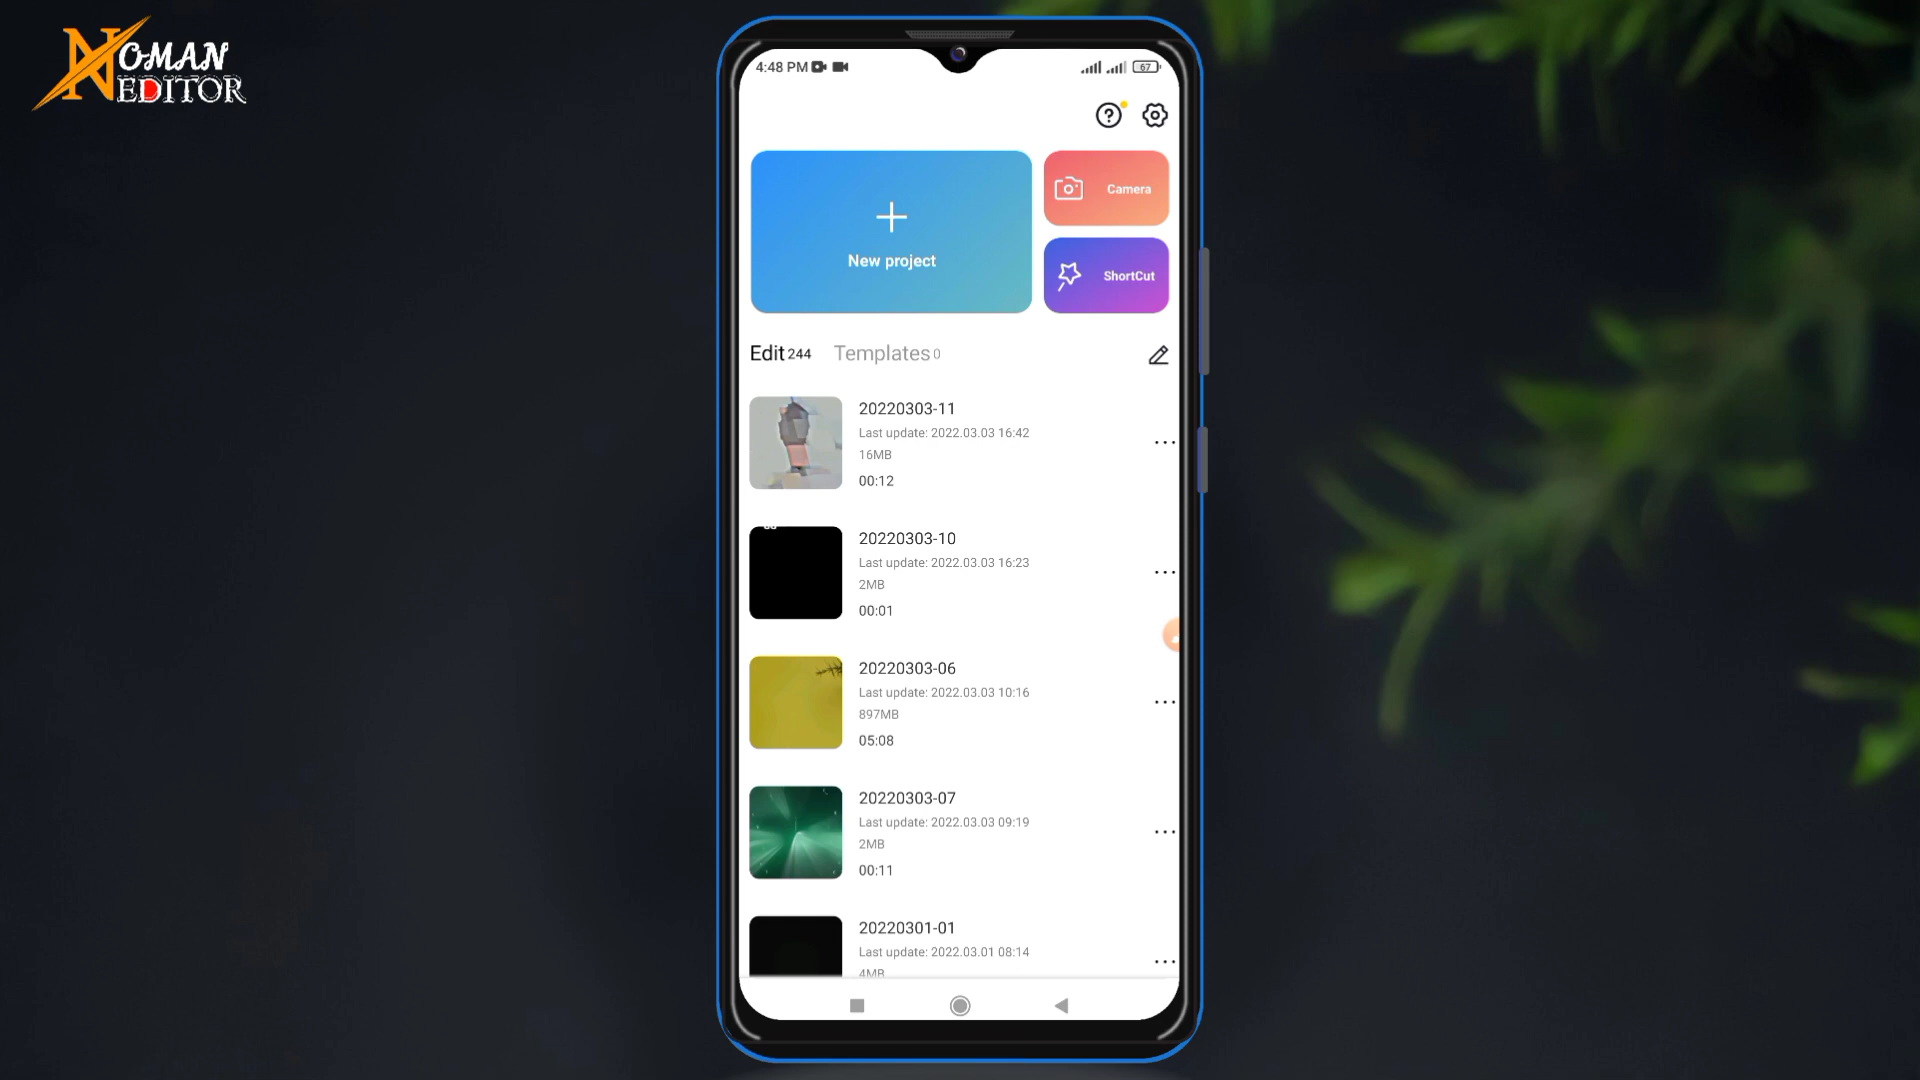 NOMAN
EDITOR
4:48 PM
67
Camera
New project
ShortCut
Edit 244 Templates 0
20220303-11
Last update: 2022.03.03 16:42
16MB
00:12
20220303-10
Last update: 2022.03.03 16:23
2MB
00:01
20220303-06
Last update: 2022.03.03 10:16
897MB
05:08
20220303-07
Last update: 2022.03.03 09:19
2MB
00:11
20220301-01
Last update: 2022.03.01 08:14
4MB